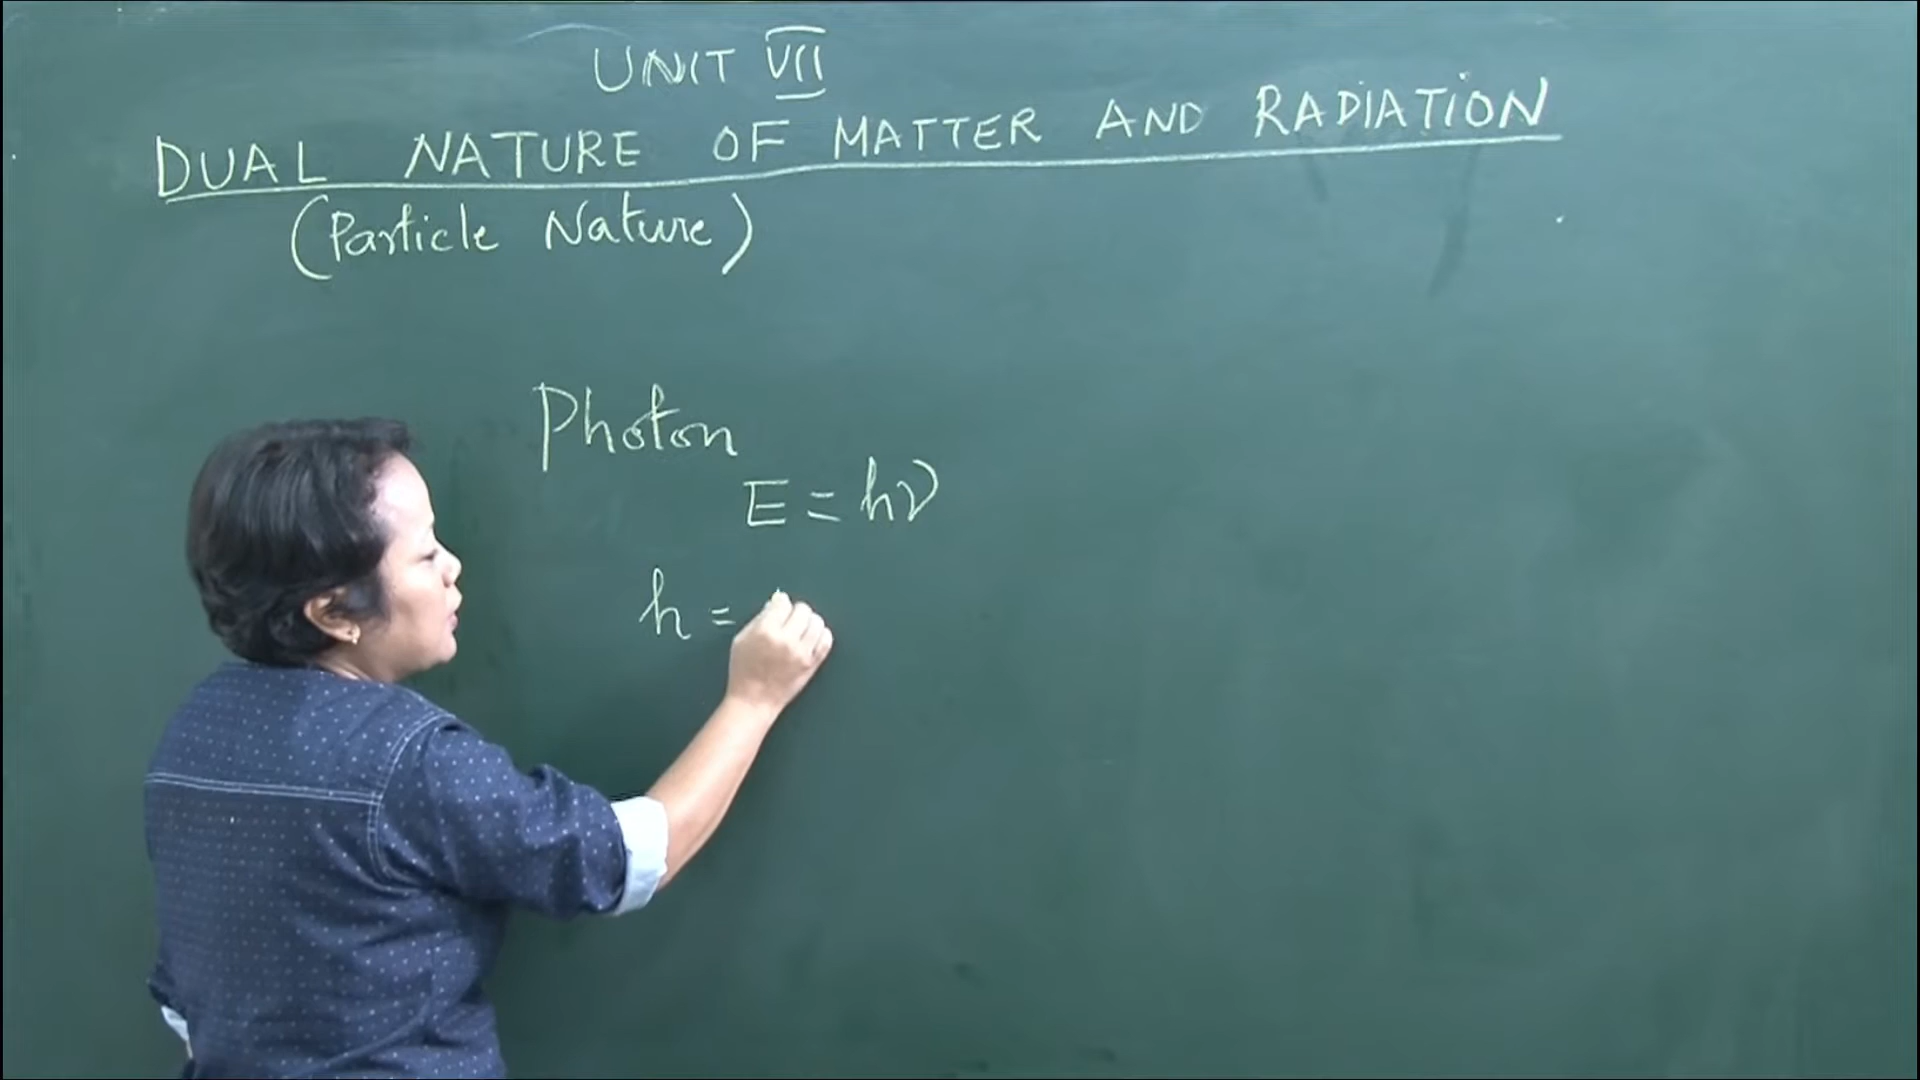 UNIT VII
DUAL NATURE OF MATTER AND RADIATION
(Particle Nature)
Photon
E = hν
h =